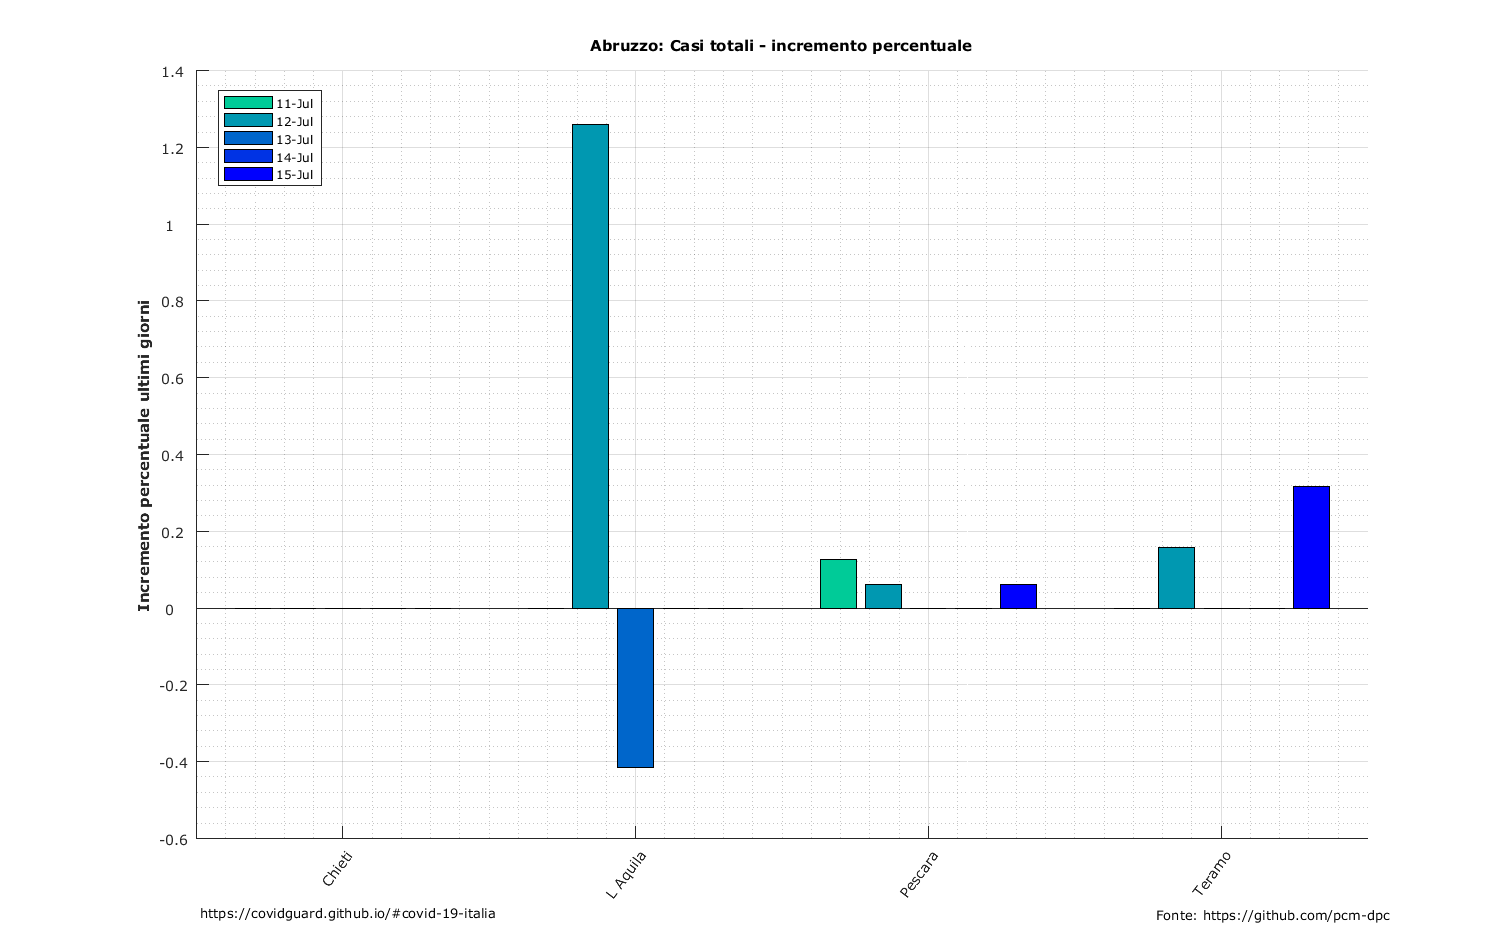 Abruzzo: Casi totali - incremento percentuale
1.4
1.2
1
0.8
0.6
0.4
0.2
0
-0.2
-0.4
-0.6
Incremento percentuale ultimi giorni
11-Jul
12-Jul
13-Jul
14-Jul
15-Jul
Chieti
L Aquila
Pescara
Teramo
https://covidguard.github.io/#covid-19-italia
Fonte: https://github.com/pcm-dpc